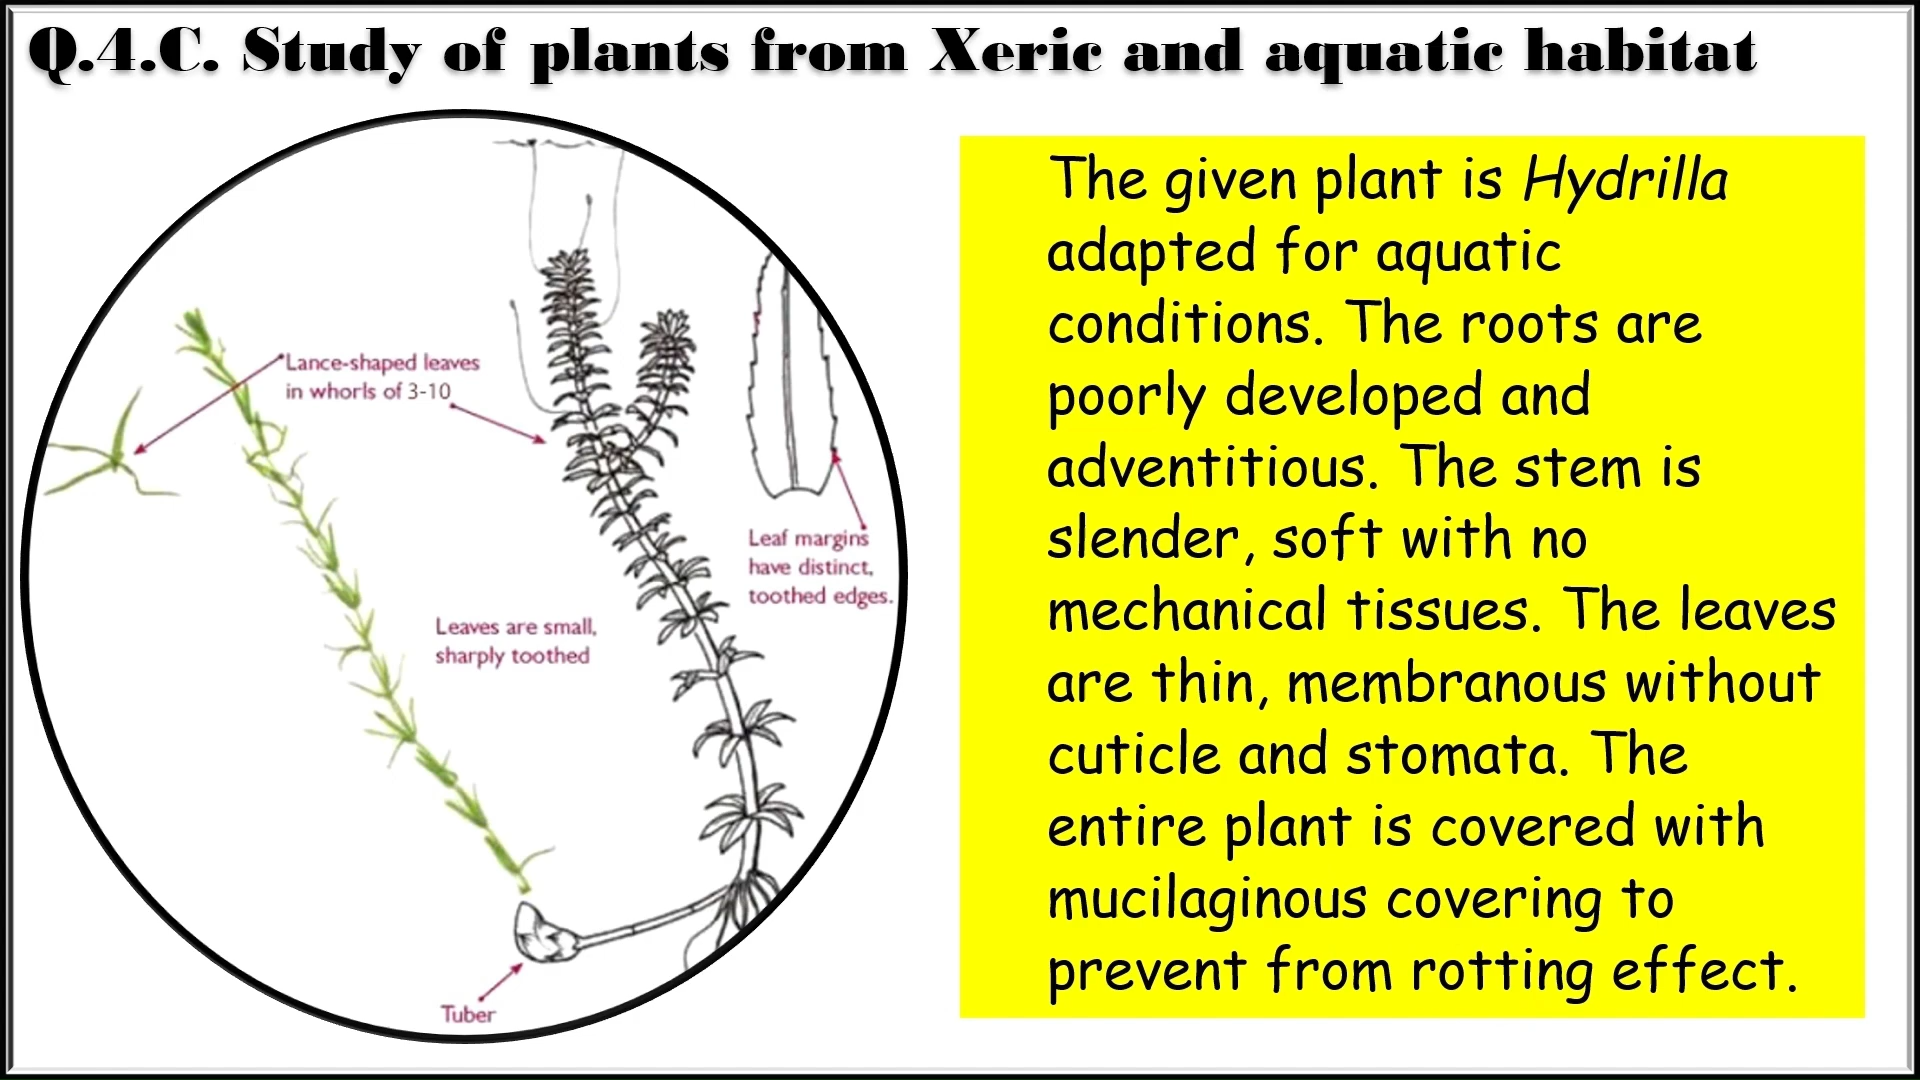 Q.4.C. Study of plants from Xeric and aquatic habitat
Lance-shaped leaves
in whorls of 3-10
Leaf margins
have distinct,
toothed edges.
Leaves are small,
sharply toothed
Tuber
The given plant is Hydrilla
adapted for aquatic
conditions. The roots are
poorly developed and
adventitious. The stem is
slender, soft with no
mechanical tissues. The leaves
are thin, membranous without
cuticle and stomata. The
entire plant is covered with
mucilaginous covering to
prevent from rotting effect.